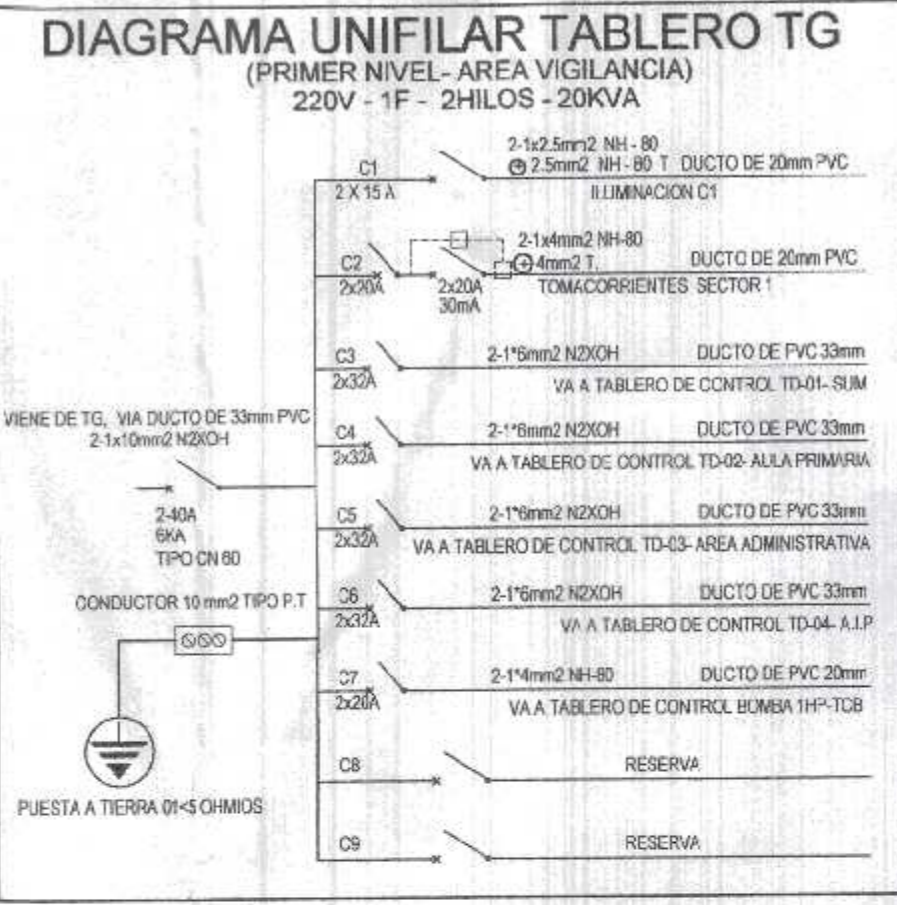 DIAGRAMA UNIFILAR TABLERO TG
(PRIMER NIVEL- AREA VIGILANCIA)
220V - 1F - 2HILOS - 20KVA
2-1x2.5mm2 NH - 80
C1
2.5mm2 NH - 80 T DUCTO DE 20mm PVC
2 X 15 A
ILUMINACION C1
2-1x4mm2 NH-80
C2
4mm2 T.
DUCTO DE 20mm PVC
2x20A
2x20A
30mA
TOMACORRIENTES SECTOR 1
C3
2-1*6mm2 N2XOH
DUCTO DE PVC 33mm
2x32A
VA A TABLERO DE CONTROL TD-01- SUM
VIENE DE TG, VIA DUCTO DE 33mm PVC
2-1x10mm2 N2XOH
C4
2-1*6mm2 N2XOH
DUCTO DE PVC 33mm
2x32A
VA A TABLERO DE CONTROL TD-02- AULA PRIMARIA
2-40A
6KA
TIPO CN 60
C5
2-1*6mm2 N2XOH
DUCTO DE PVC 33mm
2x32A
VA A TABLERO DE CONTROL TD-03- AREA ADMINISTRATIVA
CONDUCTOR 10 mm2 TIPO P.T
C6
2-1*6mm2 N2XOH
DUCTO DE PVC 33mm
2x32A
VA A TABLERO DE CONTROL TD-04- A.I.P
C7
2-1*4mm2 NH-80
DUCTO DE PVC 20mm
2x20A
VA A TABLERO DE CONTROL BOMBA 1HP-TCB
C8
RESERVA
PUESTA A TIERRA 01<5 OHMIOS
C9
RESERVA